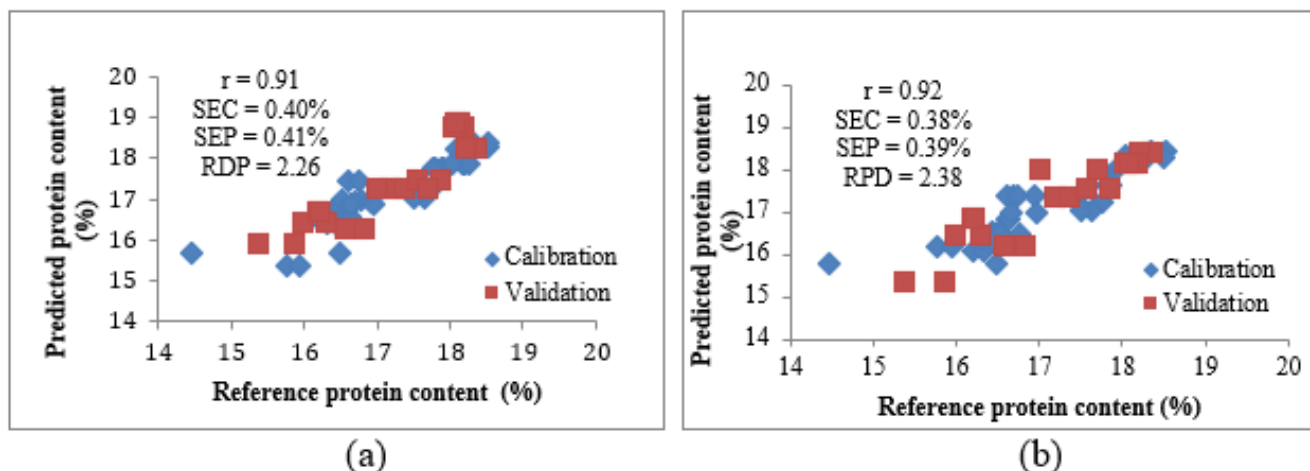 r = 0.91
SEC = 0.40%
SEP = 0.41%
RDP = 2.26
Predicted protein content
(%)
20
19
18
17
16
15
14
Calibration
Validation
14 15 16 17 18 19 20
Reference protein content (%)
(a)
r = 0.92
SEC = 0.38%
SEP = 0.39%
RPD = 2.38
Predicted protein content
(%)
20
19
18
17
16
15
14
Calibration
Validation
14 15 16 17 18 19 20
Reference protein content (%)
(b)